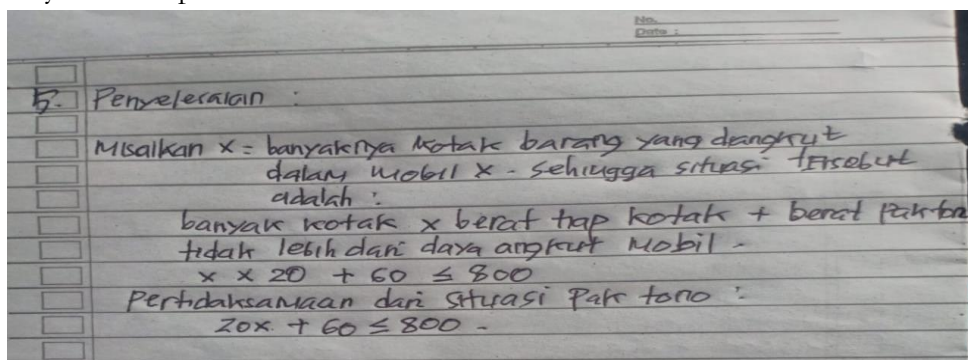 No.
Date :
5. Penyelesaian :
Misalkan x = banyaknya kotak barang yang diangkut
dalam mobil x - sehingga situasi tersebut
adalah :
banyak kotak x berat tiap kotak + berat Pak ton
tidak lebih dari daya angkut Mobil -
x x 20 + 60 ≤ 800
Pertidaksamaan dari situasi Pak tono :
20x + 60 ≤ 800 -